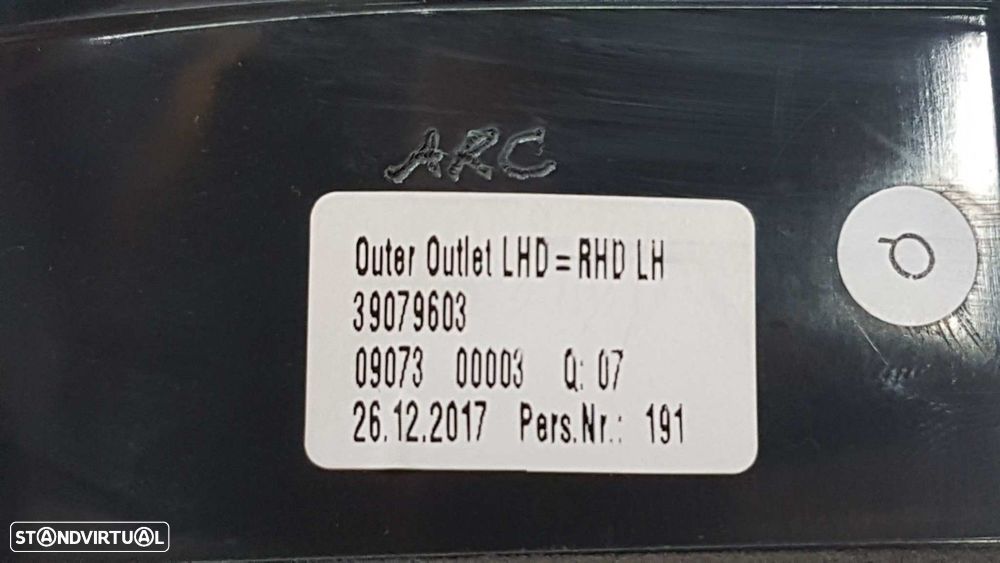 ARC
Outer Outlet LHD=RHD LH
39079603
09073 00003 Q: 07
26.12.2017 Pers.Nr.: 191
STANDVIRTUAL